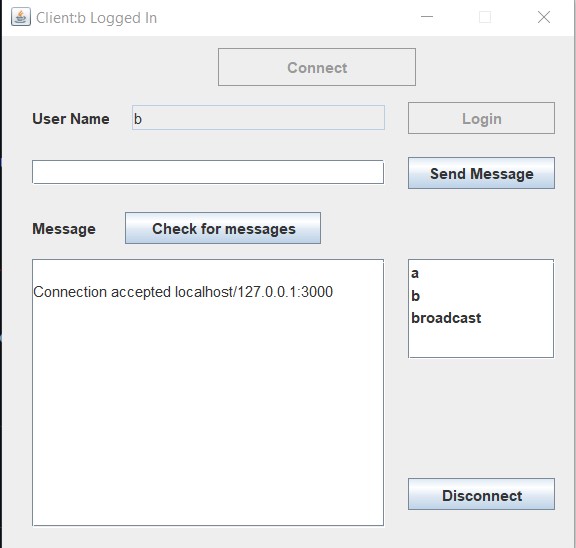 Client:b Logged In
Connect
User Name b Login
Send Message
Message Check for messages
Connection accepted localhost/127.0.0.1:3000
a
b
broadcast
Disconnect